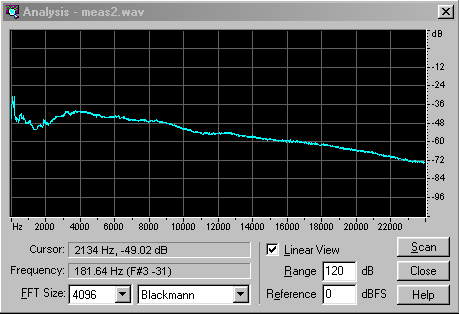 Analysis - meas2.wav
dB
-12
-24
-36
-48
-60
-72
-84
-96
Hz 2000 4000 6000 8000 10000 12000 14000 16000 18000 20000 22000
Cursor: 2134 Hz, -49.02 dB
Frequency: 181.64 Hz (F#3 -31)
FFT Size: 4096 Blackmann
Linear View
Range 120 dB
Reference 0 dBFS
Scan
Close
Help